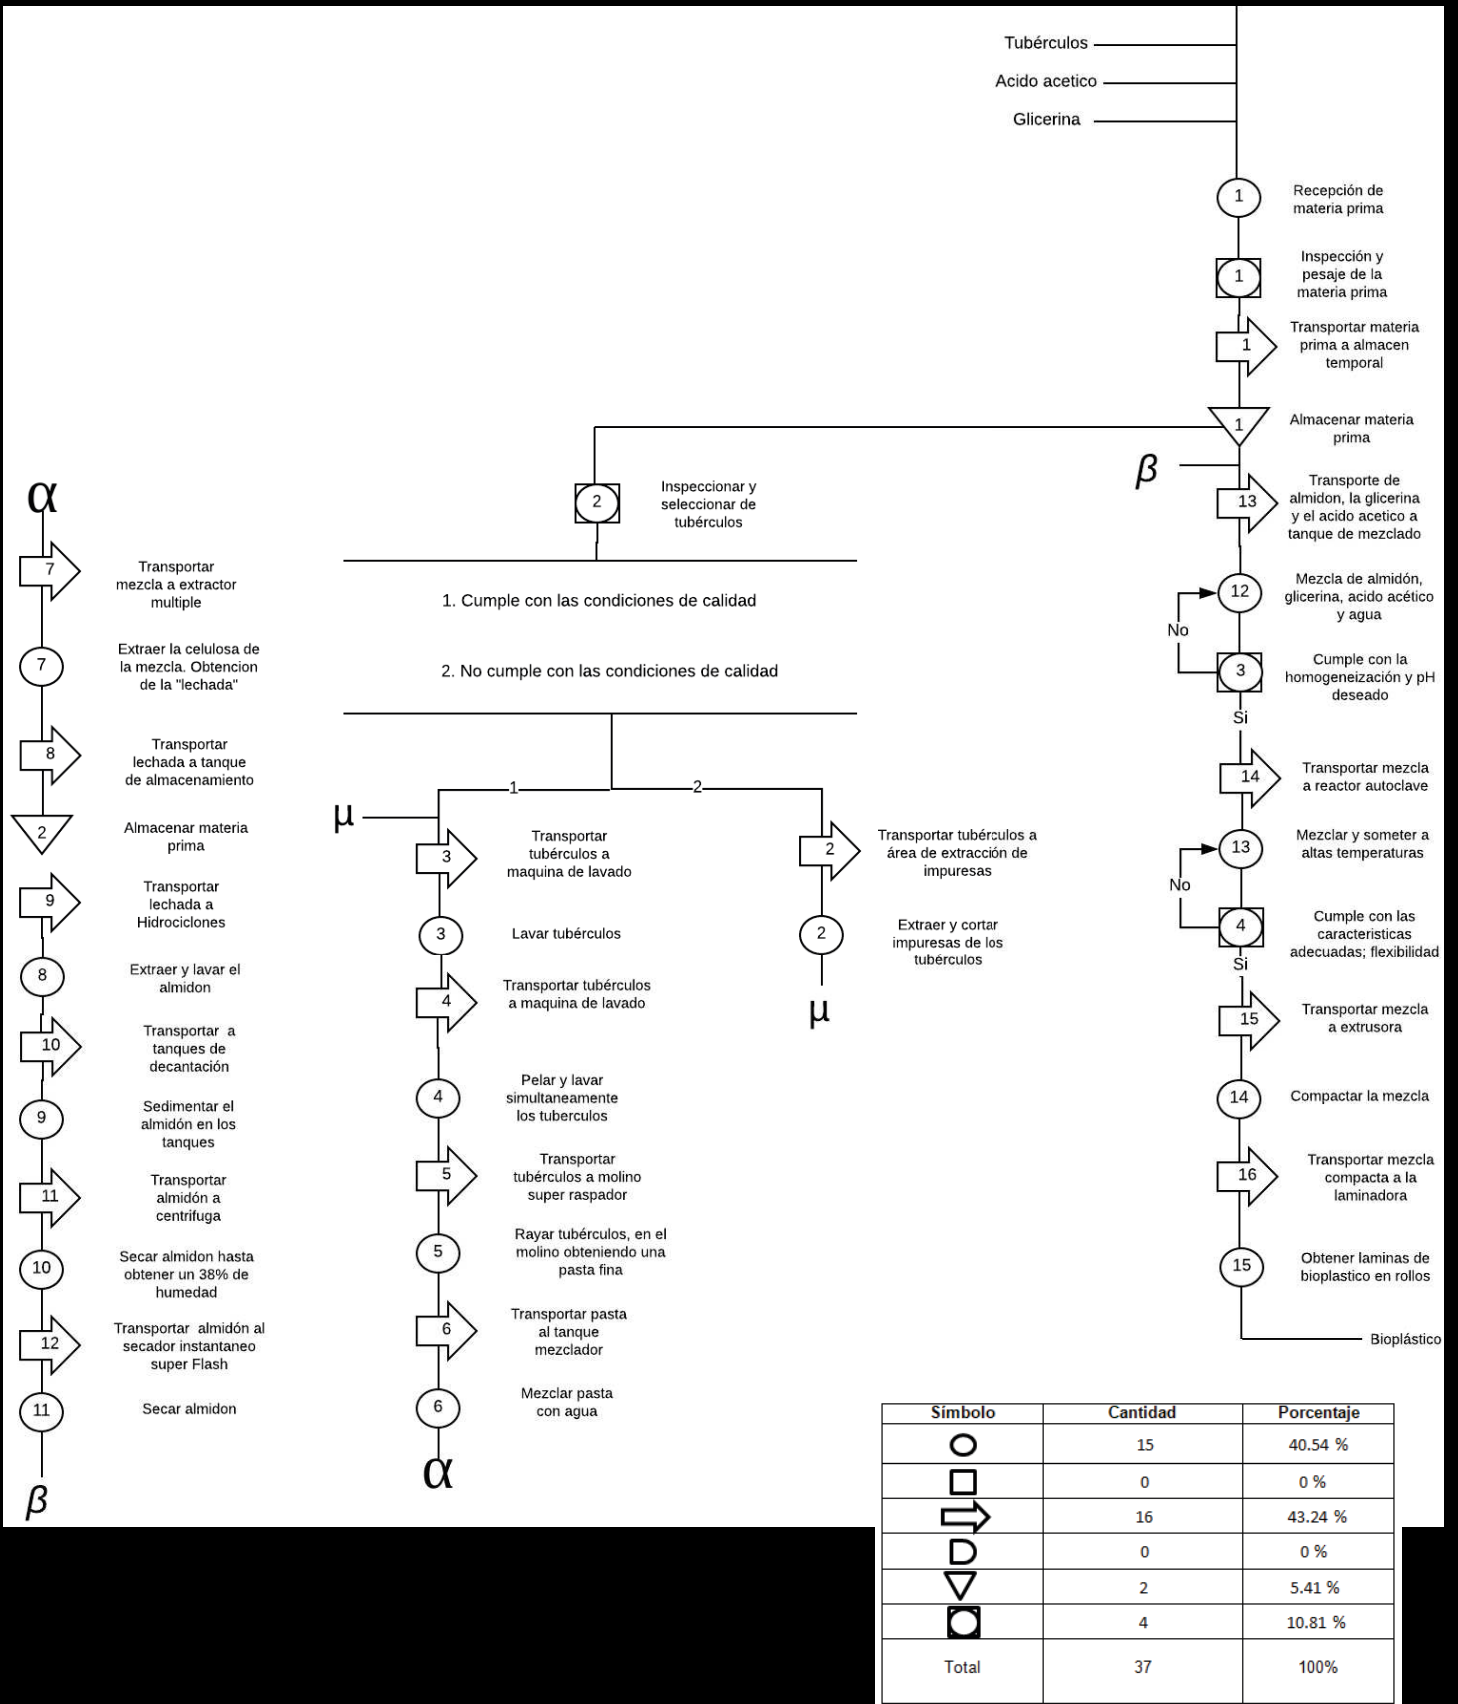 Tubérculos
Acido acetico
Glicerina
1
Recepción de
materia prima
1
Inspección y
pesaje de la
materia prima
1
Transportar materia
prima a almacen
temporal
1
Almacenar materia
prima
2
Inspeccionar y
seleccionar de
tubérculos
1. Cumple con las condiciones de calidad
2. No cumple con las condiciones de calidad
1
2
2
Transportar tubérculos a
área de extracción de
impuresas
2
Extraer y cortar
impuresas de los
tubérculos
μ
μ
3
Transportar
tubérculos a
maquina de lavado
3
Lavar tubérculos
4
Transportar tubérculos
a maquina de lavado
4
Pelar y lavar
simultaneamente
los tuberculos
5
Transportar
tubérculos a molino
super raspador
5
Rayar tubérculos, en el
molino obteniendo una
pasta fina
6
Transportar pasta
al tanque
mezclador
6
Mezclar pasta
con agua
α
α
7
Transportar
mezcla a extractor
multiple
7
Extraer la celulosa de
la mezcla. Obtencion
de la "lechada"
8
Transportar
lechada a tanque
de almacenamiento
2
Almacenar materia
prima
9
Transportar
lechada a
Hidrociclones
8
Extraer y lavar el
almidon
10
Transportar a
tanques de
decantación
9
Sedimentar el
almidón en los
tanques
11
Transportar
almidón a
centrifuga
10
Secar almidon hasta
obtener un 38% de
humedad
12
Transportar almidón al
secador instantaneo
super Flash
11
Secar almidon
β
β
13
Transporte de
almidon, la glicerina
y el acido acetico a
tanque de mezclado
12
Mezcla de almidón,
glicerina, acido acético
y agua
No
3
Cumple con la
homogeneización y pH
deseado
Si
14
Transportar mezcla
a reactor autoclave
13
Mezclar y someter a
altas temperaturas
No
4
Cumple con las
caracteristicas
adecuadas; flexibilidad
Si
15
Transportar mezcla
a extrusora
14
Compactar la mezcla
16
Transportar mezcla
compacta a la
laminadora
15
Obtener laminas de
bioplastico en rollos
Bioplástico
Símbolo Cantidad Porcentaje
15 40.54 %
0 0 %
16 43.24 %
0 0 %
2 5.41 %
4 10.81 %
Total 37 100%